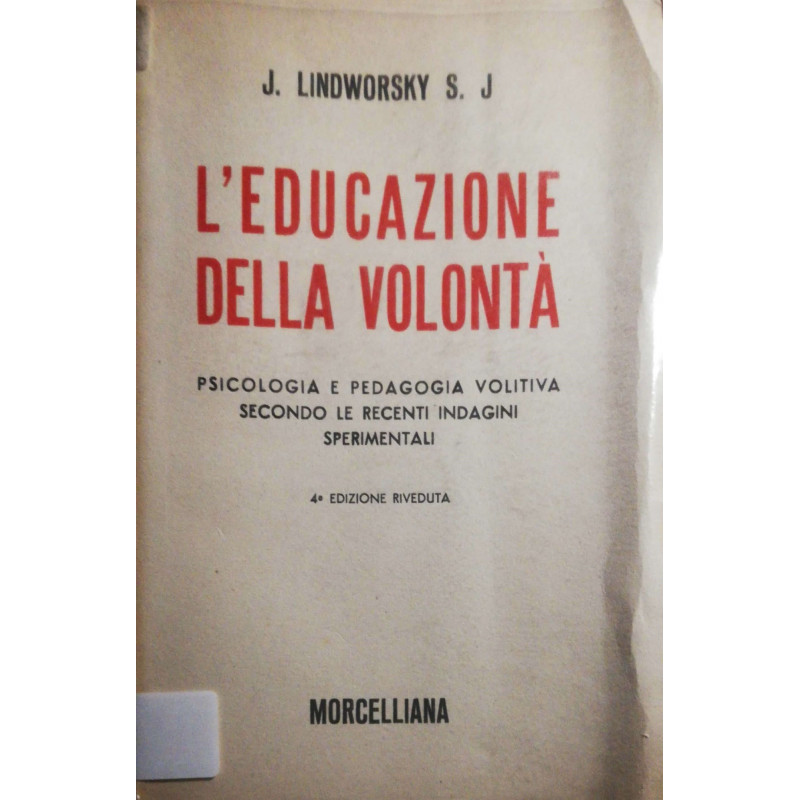 J. LINDWORSKY S. J
L'EDUCAZIONE
DELLA VOLONTÀ
PSICOLOGIA E PEDAGOGIA VOLITIVA
SECONDO LE RECENTI INDAGINI
SPERIMENTALI
4ª EDIZIONE RIVEDUTA
MORCELLIANA